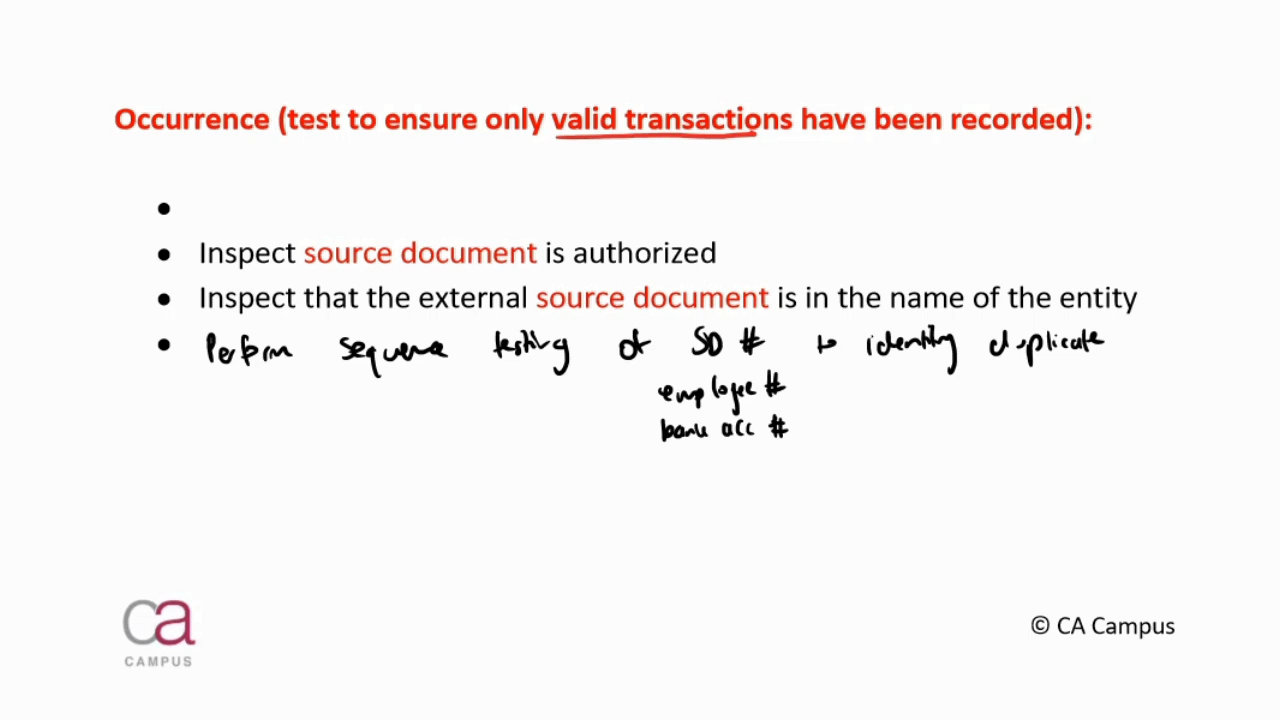 Occurrence (test to ensure only valid transactions have been recorded):
•
• Inspect source document is authorized
• Inspect that the external source document is in the name of the entity
• Perform sequence testing of SD # to identify duplicate
employee #
bank acc #
ca
CAMPUS
© CA Campus